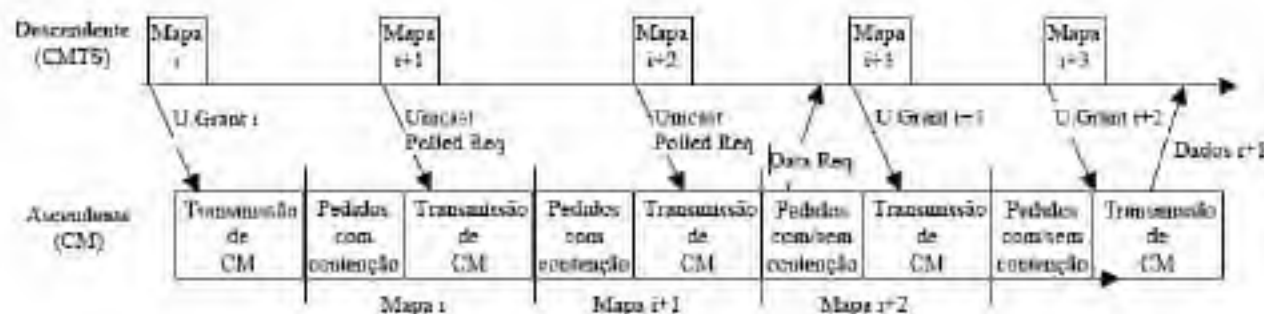 Descendente
(CMTS)
Mapa
i
Mapa
i+1
Mapa
i+2
Mapa
i+3
Mapa
i+3
U.Grant i
Unicast
Polled Req
Unicast
Polled Req
Data Req
U.Grant i+1
U.Grant i+2
Dados i+1
Ascendente
(CM)
Transmissão
de
CM
Pedidos
com
contenção
Transmissão
de
CM
Pedidos
com
contenção
Transmissão
de
CM
Pedidos
com/sem
contenção
Transmissão
de
CM
Pedidos
com/sem
contenção
Transmissão
de
CM
Mapa i
Mapa i+1
Mapa i+2